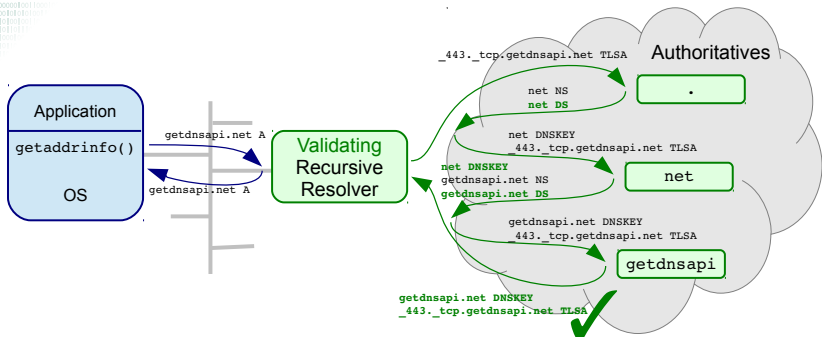 _443._tcp.getdnsapi.net TLSA
Authoritatives
.
net NS
net DS
Application
getaddrinfo()
OS
getdnsapi.net A
getdnsapi.net A
Validating
Recursive
Resolver
net DNSKEY
_443._tcp.getdnsapi.net TLSA
net
net DNSKEY
getdnsapi.net NS
getdnsapi.net DS
getdnsapi.net DNSKEY
_443._tcp.getdnsapi.net TLSA
getdnsapi
getdnsapi.net DNSKEY
_443._tcp.getdnsapi.net TLSA